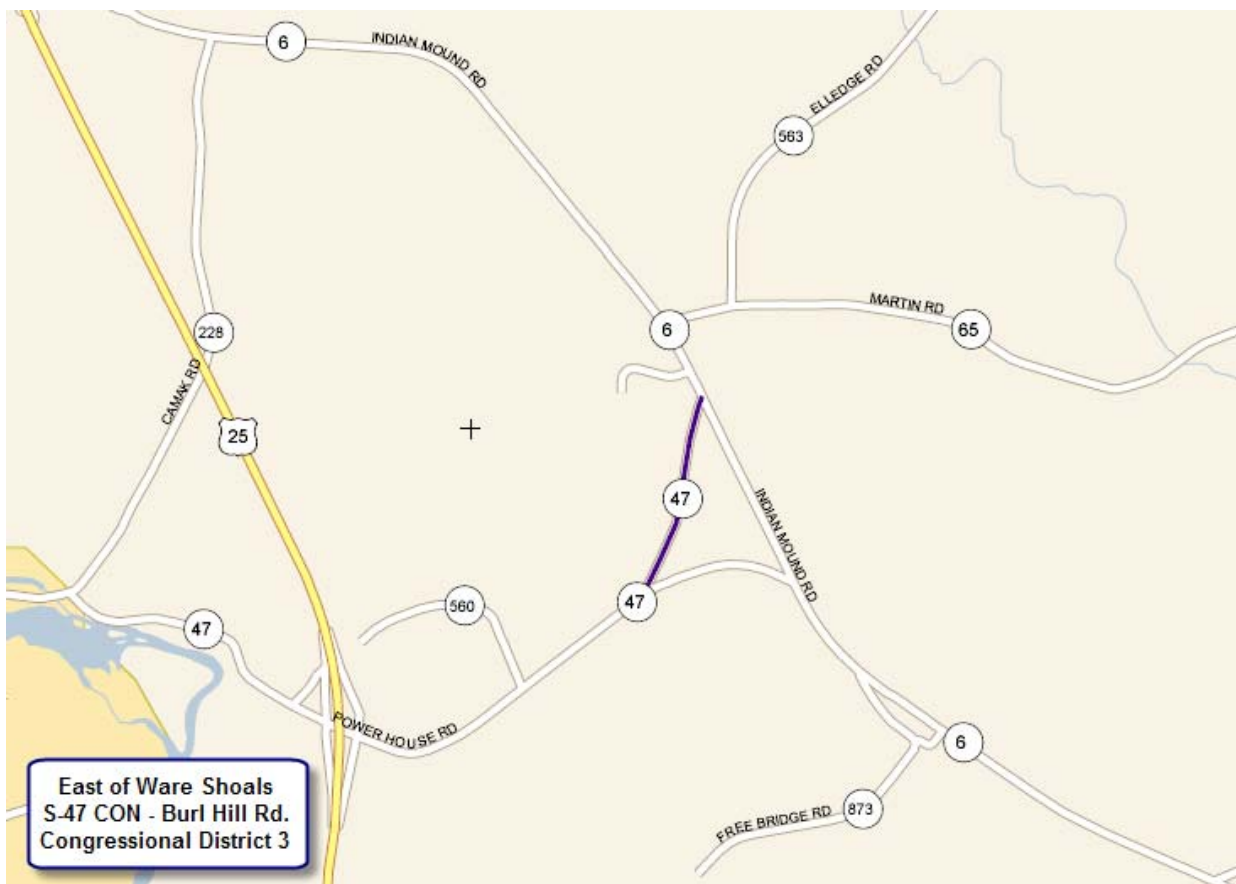 6
INDIAN MOUND RD
ELLEDGE RD
563
228
6
MARTIN RD
65
CAMAK RD
25
47
INDIAN MOUND RD
560
47
47
POWER HOUSE RD
6
FREE BRIDGE RD
873
East of Ware Shoals
S-47 CON - Burl Hill Rd.
Congressional District 3